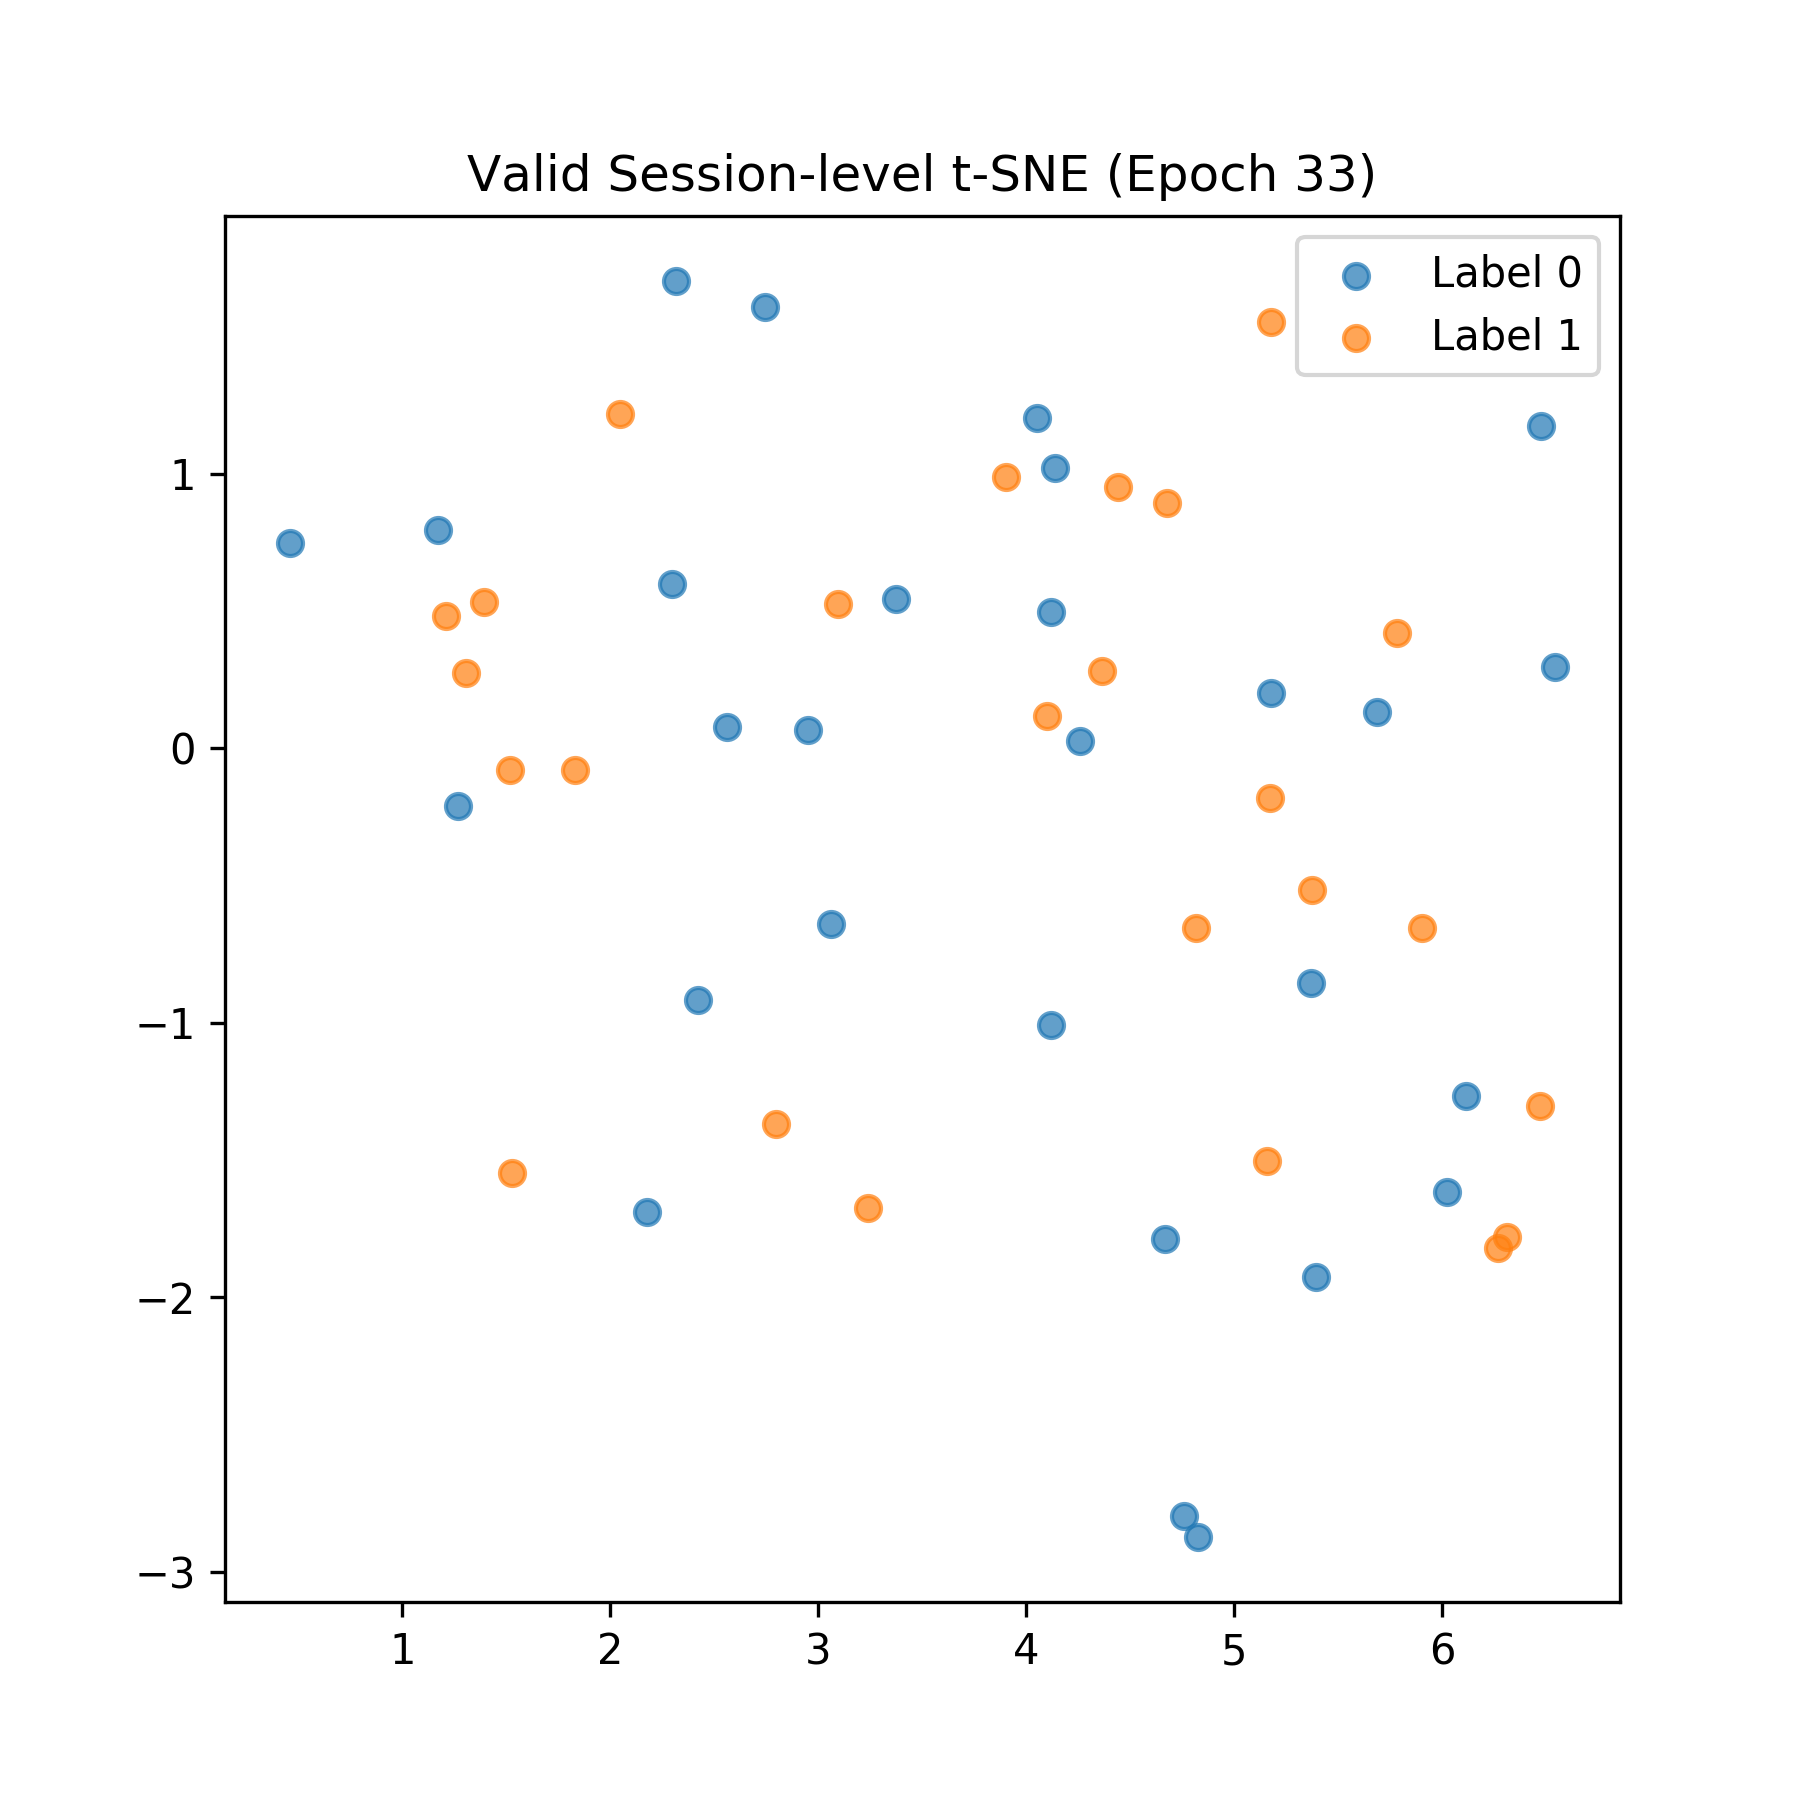 Valid Session-level t-SNE (Epoch 33)
Label 0
Label 1
1
0
−1
−2
−3
1 2 3 4 5 6